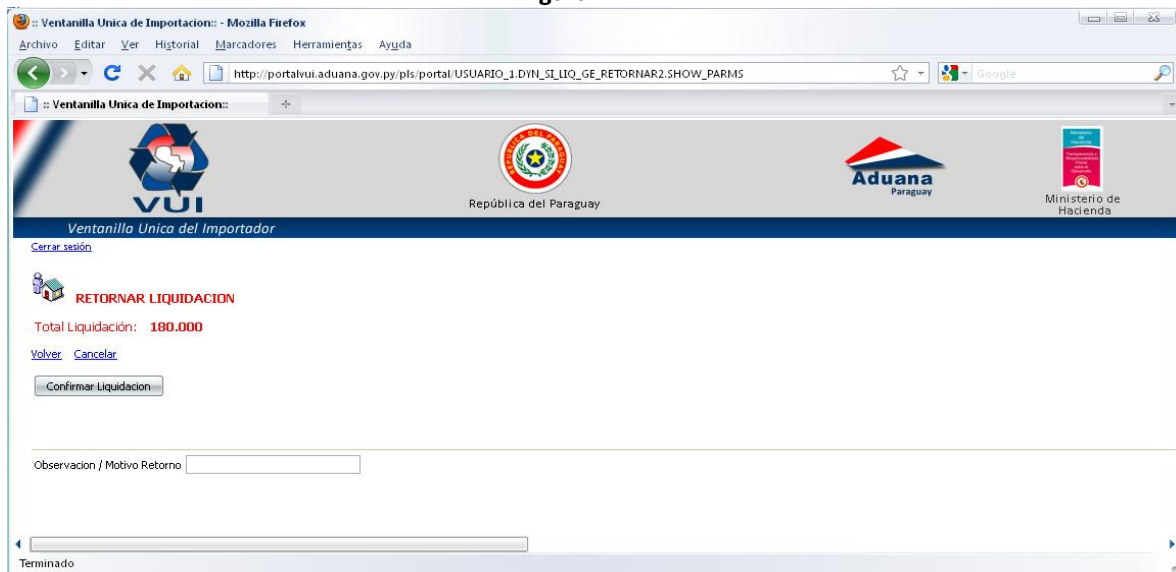 :: Ventanilla Unica de Importacion:: - Mozilla Firefox
Archivo Editar Ver Historial Marcadores Herramientas Ayuda
http://portalvui.aduana.gov.py/pls/portal/USUARIO_1.DYN_SI_LIQ_GE_RETORNAR2.SHOW_PARMS
Google
:: Ventanilla Unica de Importacion::
VUI
REPUBLICA DEL PARAGUAY
República del Paraguay
Aduana
Paraguay
Ministerio de
Hacienda
Ventanilla Unica del Importador
Cerrar sesión
RETORNAR LIQUIDACION
Total Liquidación: 180.000
Volver Cancelar
Confirmar Liquidacion
Observacion / Motivo Retorno
Terminado